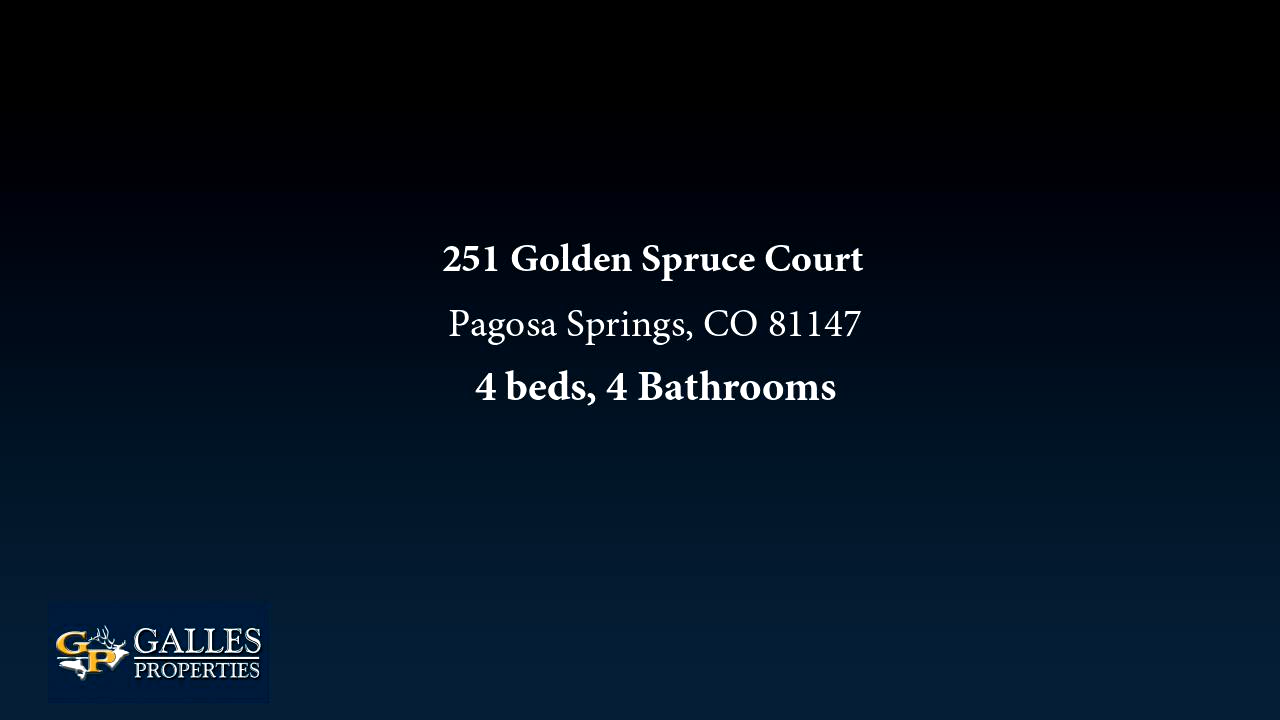 251 Golden Spruce Court
Pagosa Springs, CO 81147
4 beds, 4 Bathrooms
GP GALLES
PROPERTIES